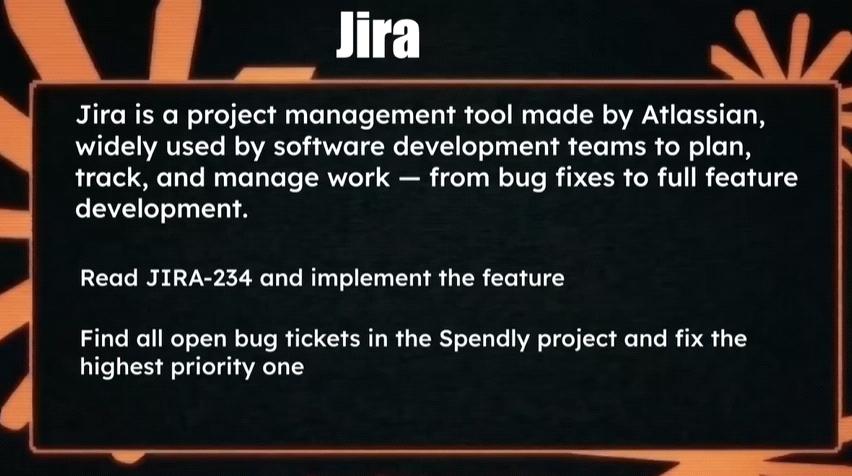 Jira
Jira is a project management tool made by Atlassian,
widely used by software development teams to plan,
track, and manage work — from bug fixes to full feature
development.
Read JIRA-234 and implement the feature
Find all open bug tickets in the Spendly project and fix the
highest priority one